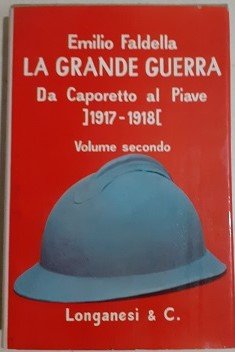 Emilio Faldella
LA GRANDE GUERRA
Da Caporetto al Piave
]1917-1918[
Volume secondo
Longanesi & C.